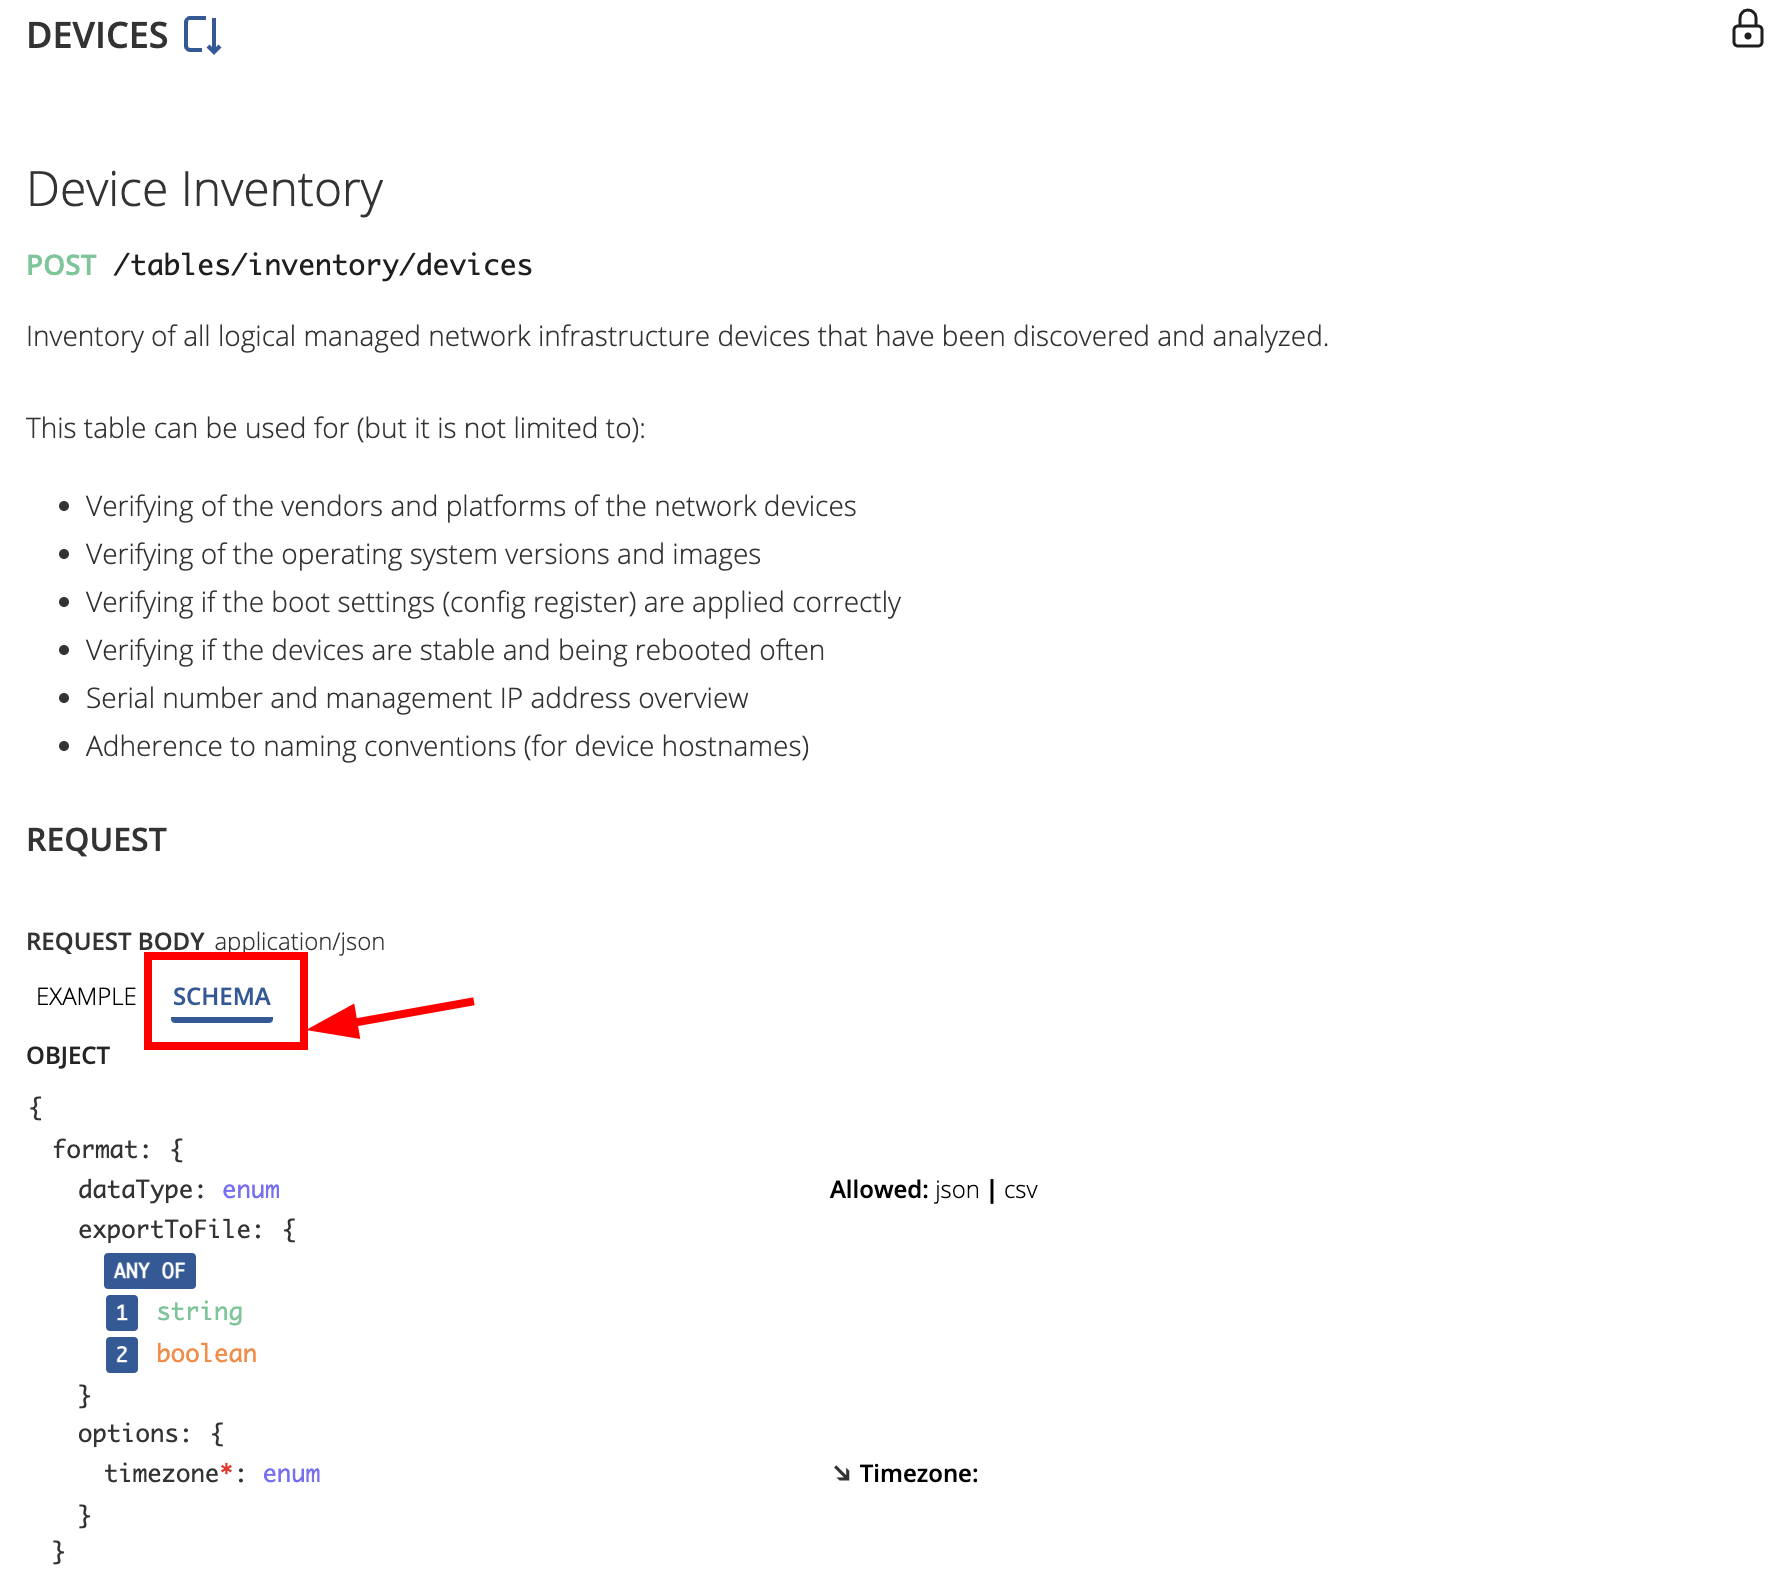 DEVICES
Device Inventory
POST /tables/inventory/devices
Inventory of all logical managed network infrastructure devices that have been discovered and analyzed.
This table can be used for (but it is not limited to):
• Verifying of the vendors and platforms of the network devices
• Verifying of the operating system versions and images
• Verifying if the boot settings (config register) are applied correctly
• Verifying if the devices are stable and being rebooted often
• Serial number and management IP address overview
• Adherence to naming conventions (for device hostnames)
REQUEST
REQUEST BODY application/json
EXAMPLE SCHEMA
OBJECT
{
format: {
dataType: enum Allowed: json | csv
exportToFile: {
ANY OF
1 string
2 boolean
}
options: {
timezone*: enum ↘ Timezone:
}
}